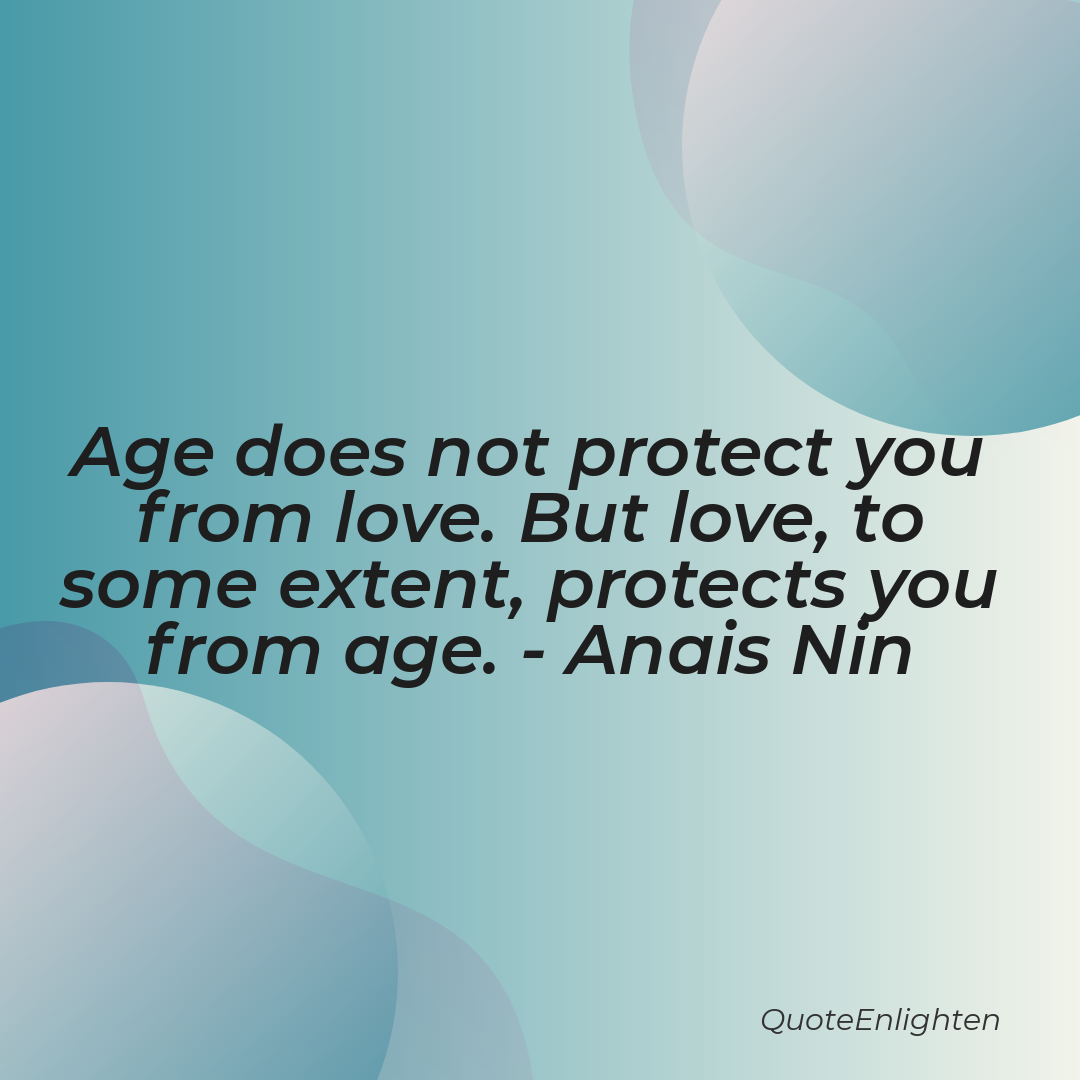 Age does not protect you
from love. But love, to
some extent, protects you
from age. - Anais Nin
QuoteEnlighten